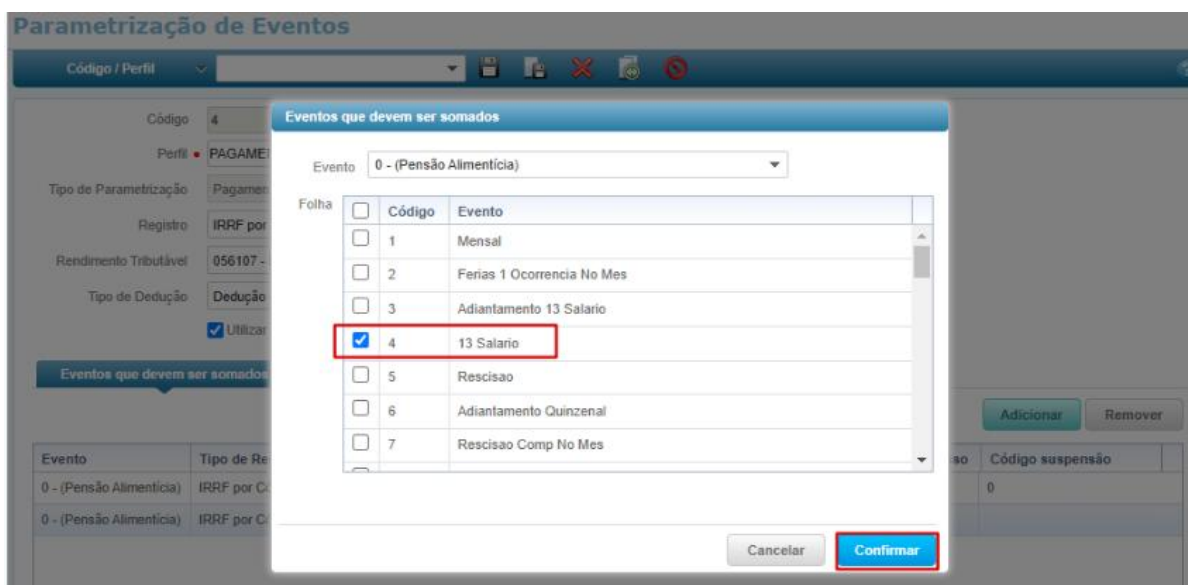 Parametrização de Eventos
Código / Perfil
Código 4
Perfil PAGAME
Tipo de Parametrização Pagamen
Registro IRRF por
Rendimento Tributável 056107 -
Tipo de Dedução Dedução
Utilizar
Eventos que devem ser somados
Adicionar Remover
Evento Tipo de Re so Código suspensão
0 - (Pensão Alimentícia) IRRF por C 0
0 - (Pensão Alimentícia) IRRF por C
Eventos que devem ser somados
Evento 0 - (Pensão Alimentícia)
Folha Código Evento
1 Mensal
2 Ferias 1 Ocorrencia No Mes
3 Adiantamento 13 Salario
4 13 Salario
5 Rescisao
6 Adiantamento Quinzenal
7 Rescisao Comp No Mes
Cancelar Confirmar